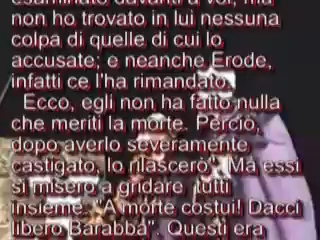 esaminato davanti a voi, ma
non ho trovato in lui nessuna
colpa di quelle di cui lo
accusate; e neanche Erode,
infatti ce l'ha rimandato.
Ecco, egli non ha fatto nulla
che meriti la morte. Perciò,
dopo averlo severamente
castigato, lo rilascerò". Ma essi
si misero a gridare tutti
insieme: "A morte costui! Dacci
libero Barabba". Questi era